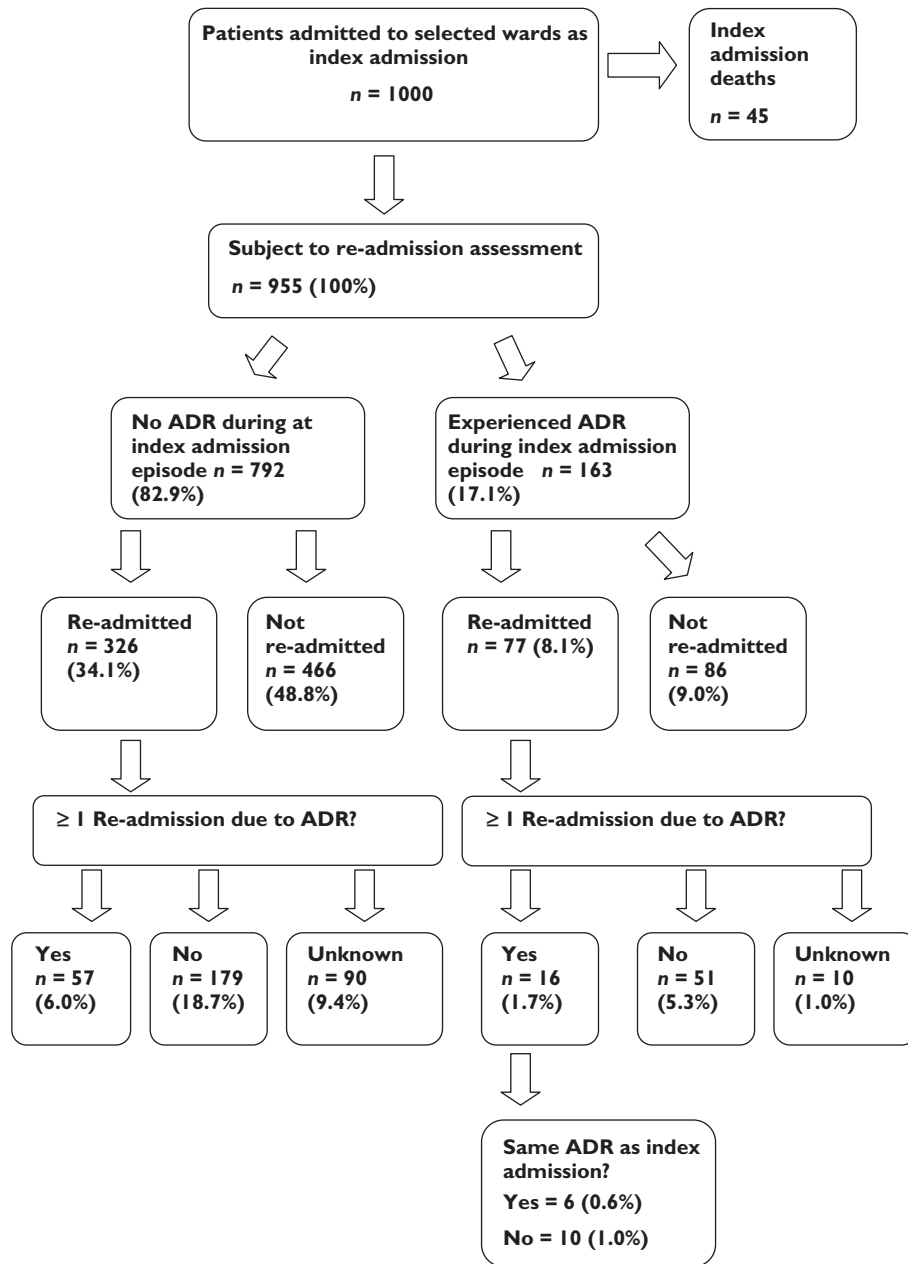 Patients admitted to selected wards as
index admission
n = 1000
Index
admission
deaths
n = 45
Subject to re-admission assessment
n = 955 (100%)
No ADR during at
index admission
episode n = 792
(82.9%)
Experienced ADR
during index admission
episode n = 163
(17.1%)
Re-admitted
n = 326
(34.1%)
Not
re-admitted
n = 466
(48.8%)
Re-admitted
n = 77 (8.1%)
Not
re-admitted
n = 86
(9.0%)
≥ 1 Re-admission due to ADR?
≥ 1 Re-admission due to ADR?
Yes
n = 57
(6.0%)
No
n = 179
(18.7%)
Unknown
n = 90
(9.4%)
Yes
n = 16
(1.7%)
No
n = 51
(5.3%)
Unknown
n = 10
(1.0%)
Same ADR as index
admission?
Yes = 6 (0.6%)
No = 10 (1.0%)